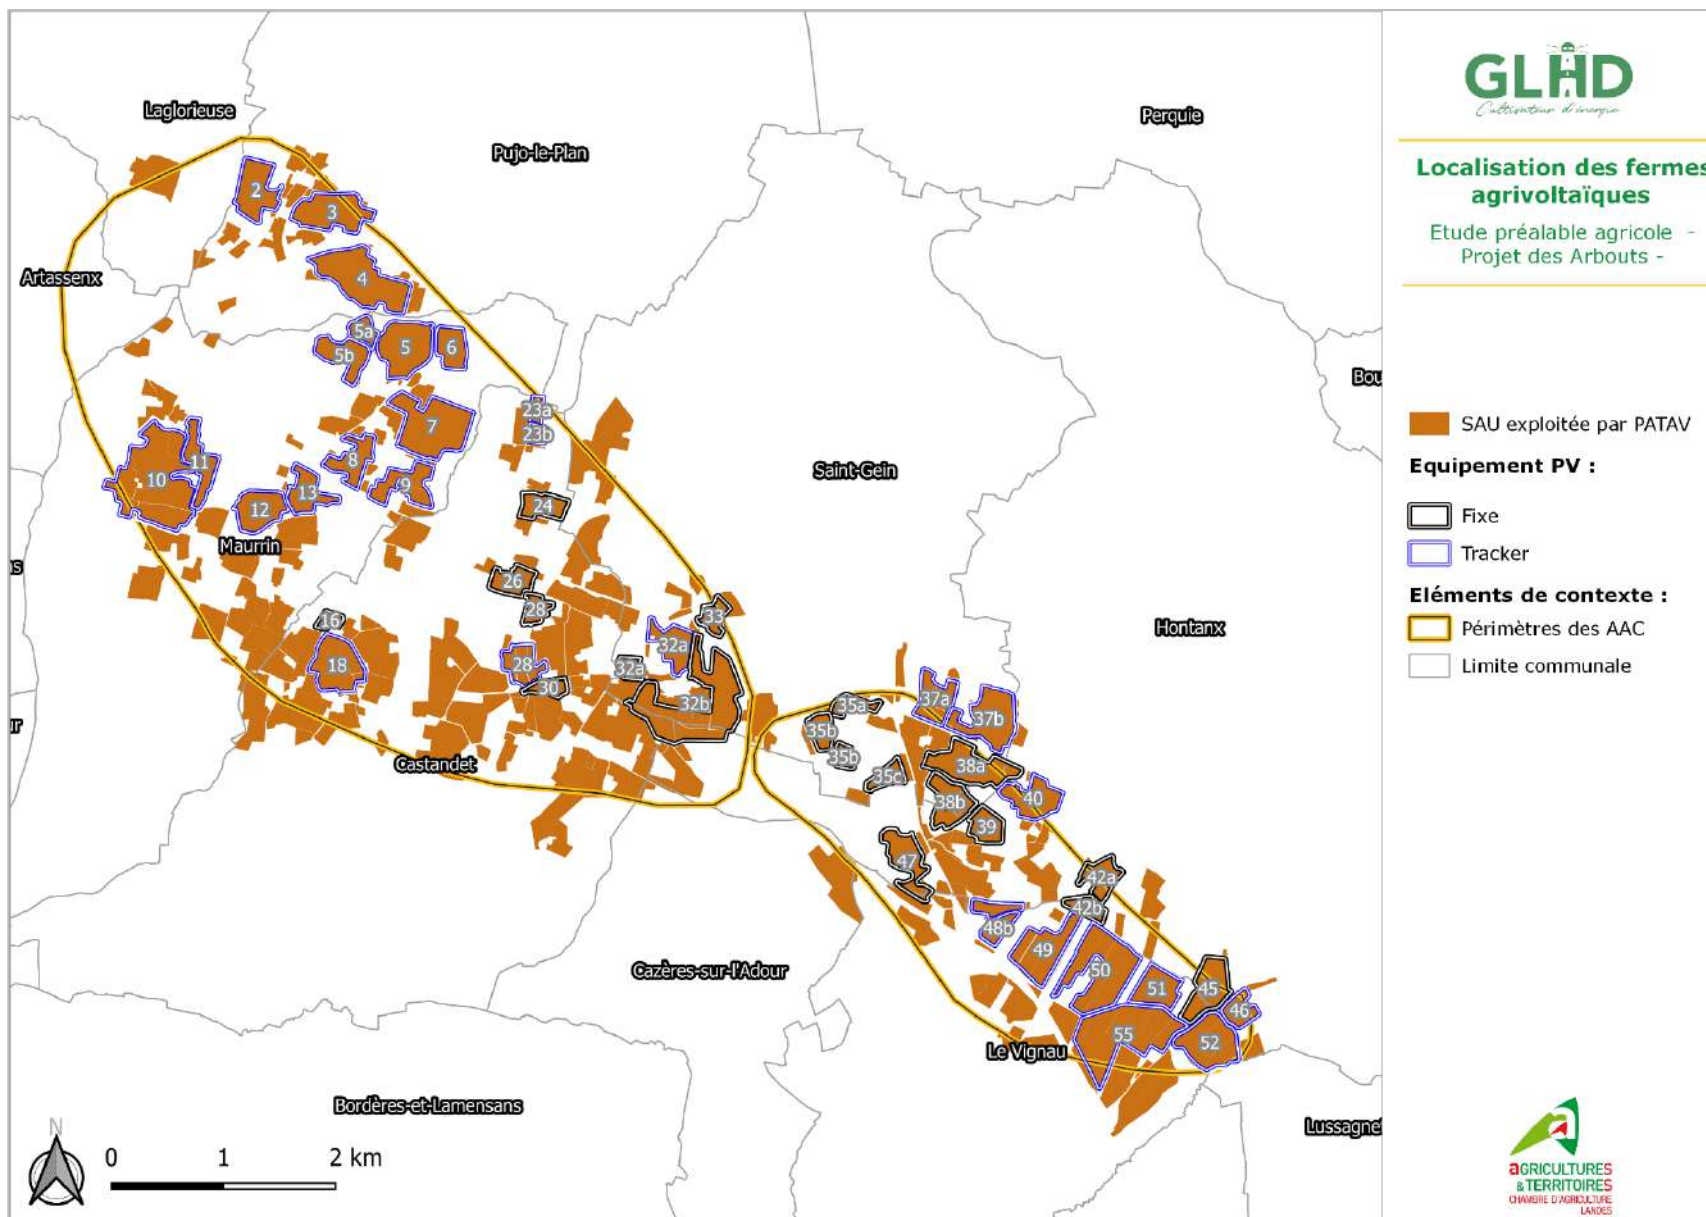 Laglorieuse
Pujo-le-Plan
Perquie
2
3
Artassenx
4
5a
5b
5
6
Bou
23a
23b
7
8
9
Saint-Gein
10
11
12
13
24
Maurrin
26
28
16
33
32a
Hontanx
18
28
32a
30
32b
35a
35b
35b
35c
37a
37b
38a
38b
39
40
Castandet
47
42a
42b
48b
49
50
51
45
46
Cazères-sur-l'Adour
55
52
Le Vignau
Bordères-et-Lamensans
Lussagne
N
0 1 2 km
GLHD
Cultivateur d'énergie
Localisation des fermes
agrivoltaïques
Etude préalable agricole -
Projet des Arbouts -
SAU exploitée par PATAV
Equipement PV :
Fixe
Tracker
Eléments de contexte :
Périmètres des AAC
Limite communale
AGRICULTURES
& TERRITOIRES
CHAMBRE D'AGRICULTURE
LANDES